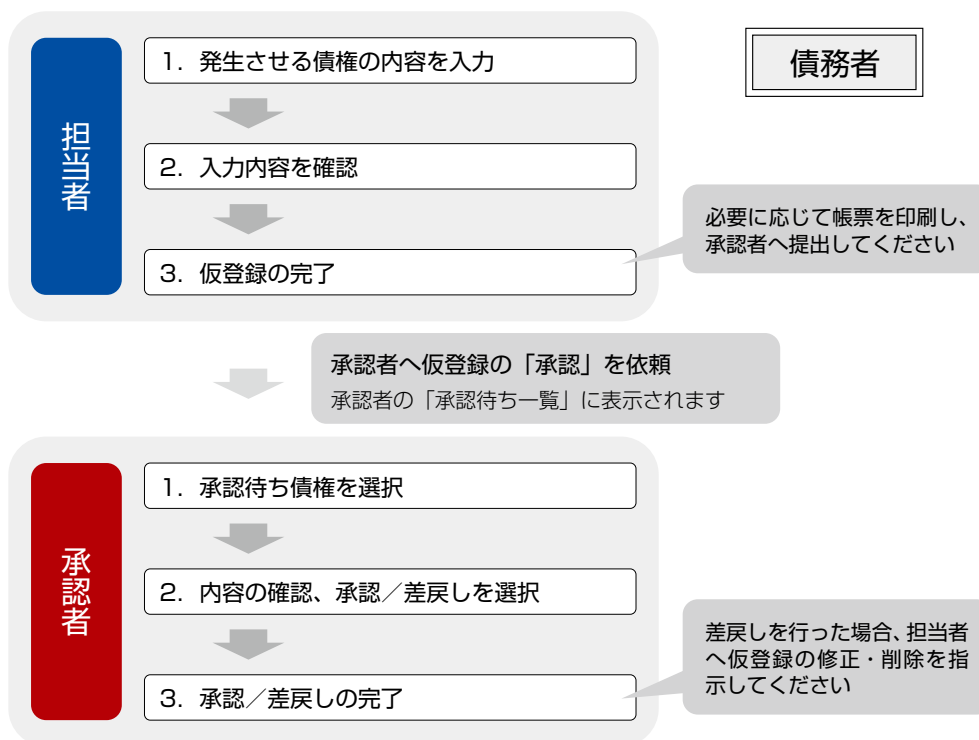 債務者
担当者
1．発生させる債権の内容を入力
2．入力内容を確認
3．仮登録の完了
必要に応じて帳票を印刷し、
承認者へ提出してください
承認者へ仮登録の「承認」を依頼
承認者の「承認待ち一覧」に表示されます
承認者
1．承認待ち債権を選択
2．内容の確認、承認／差戻しを選択
3．承認／差戻しの完了
差戻しを行った場合、担当者
へ仮登録の修正・削除を指
示してください